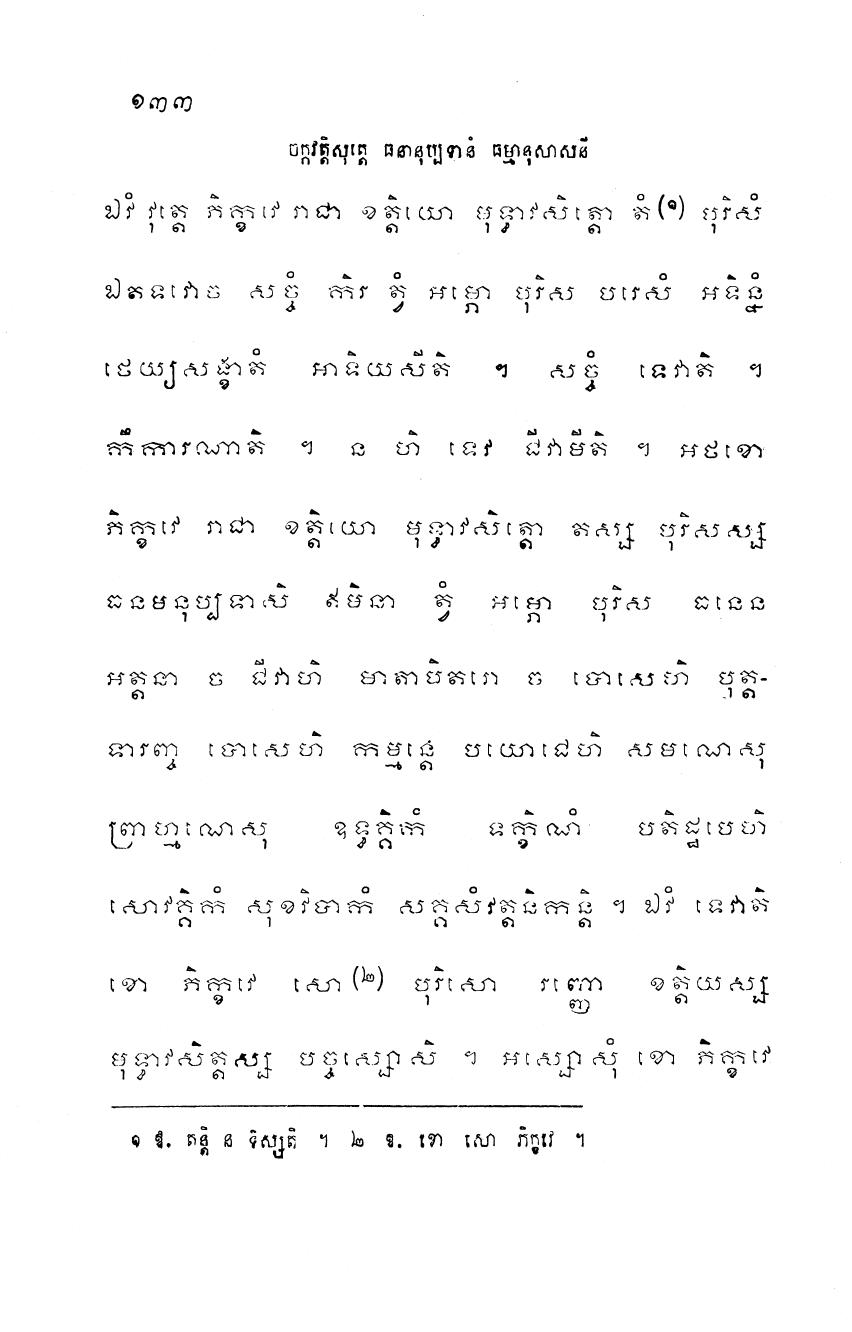 ១៣៣
ចក្កវត្តិសុត្តេ ធនានុប្បទានំ ធម្មានុសាសនី
ឯវំ វុត្តេ ភិក្ខវេ រាជា ខត្តិយោ មុទ្ធាវសិត្តោ តំ(១) បុរិសំ
ឯតទវោច សច្ចំ កិរ ត្វំ អម្ភោ បុរិស បរេសំ អទិន្នំ
ថេយ្យសង្ខាតំ អាទិយសីតិ ។ សច្ចំ ទេវាតិ ។
កឹការណាតិ ។ ន ហិ ទេវ ជីវាមីតិ ។ អថខោ
ភិក្ខវេ រាជា ខត្តិយោ មុទ្ធាវសិត្តោ តស្ស បុរិសស្ស
ធនមនុប្បទាសិ ឥមិនា ត្វំ អម្ភោ បុរិស ធនេន
អត្តនា ច ជីវាហិ មាតាបិតរោ ច បោសេហិ បុត្ត-
ទារញ្ច បោសេហិ កម្មន្តេ បយោជេហិ សមណេសុ
ព្រាហ្មណេសុ ឧទ្ធគ្គិកំ ទក្ខិណំ បតិដ្ឋបេហិ
សោវគ្គិកំ សុខវិបាកំ សគ្គសំវត្តនិកន្តិ ។ ឯវំ ទេវាតិ
ខោ ភិក្ខវេ សោ(២) បុរិសោ រញ្ញោ ខត្តិយស្ស
មុទ្ធាវសិត្តស្ស បច្ចស្សោសិ ។ អស្សោសុំ ខោ ភិក្ខវេ
១ ឱ. តន្តិ ន ទិស្សតិ ។ ២ ឱ. ខោ សោ ភិក្ខវេ ។